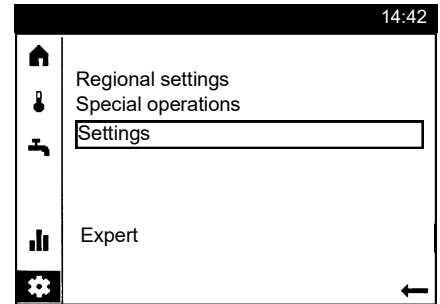 14:42
Regional settings
Special operations
Settings
Expert